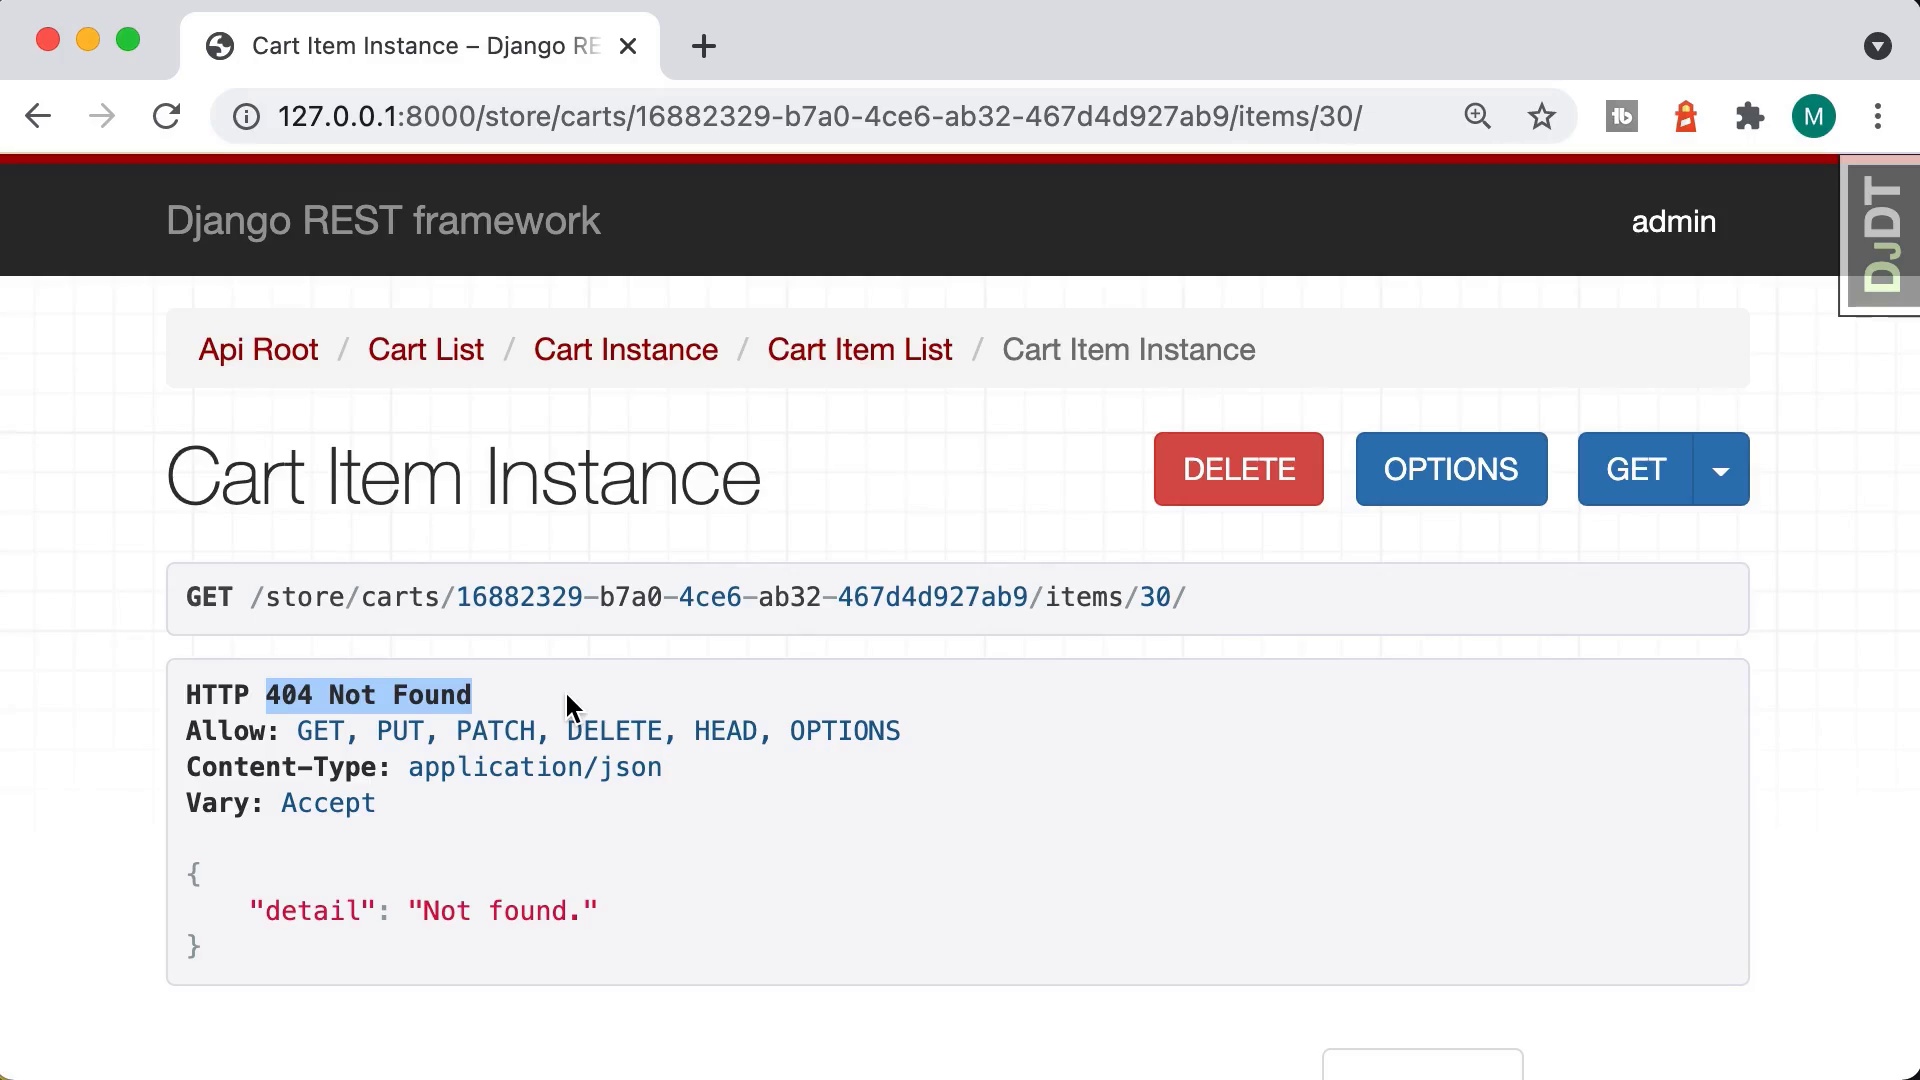 Cart Item Instance – Django RE
127.0.0.1:8000/store/carts/16882329-b7a0-4ce6-ab32-467d4d927ab9/items/30/
M
Django REST framework
admin
DJDT
Api Root / Cart List / Cart Instance / Cart Item List / Cart Item Instance
Cart Item Instance
DELETE
OPTIONS
GET
GET /store/carts/16882329-b7a0-4ce6-ab32-467d4d927ab9/items/30/
HTTP 404 Not Found
Allow: GET, PUT, PATCH, DELETE, HEAD, OPTIONS
Content-Type: application/json
Vary: Accept
{
"detail": "Not found."
}